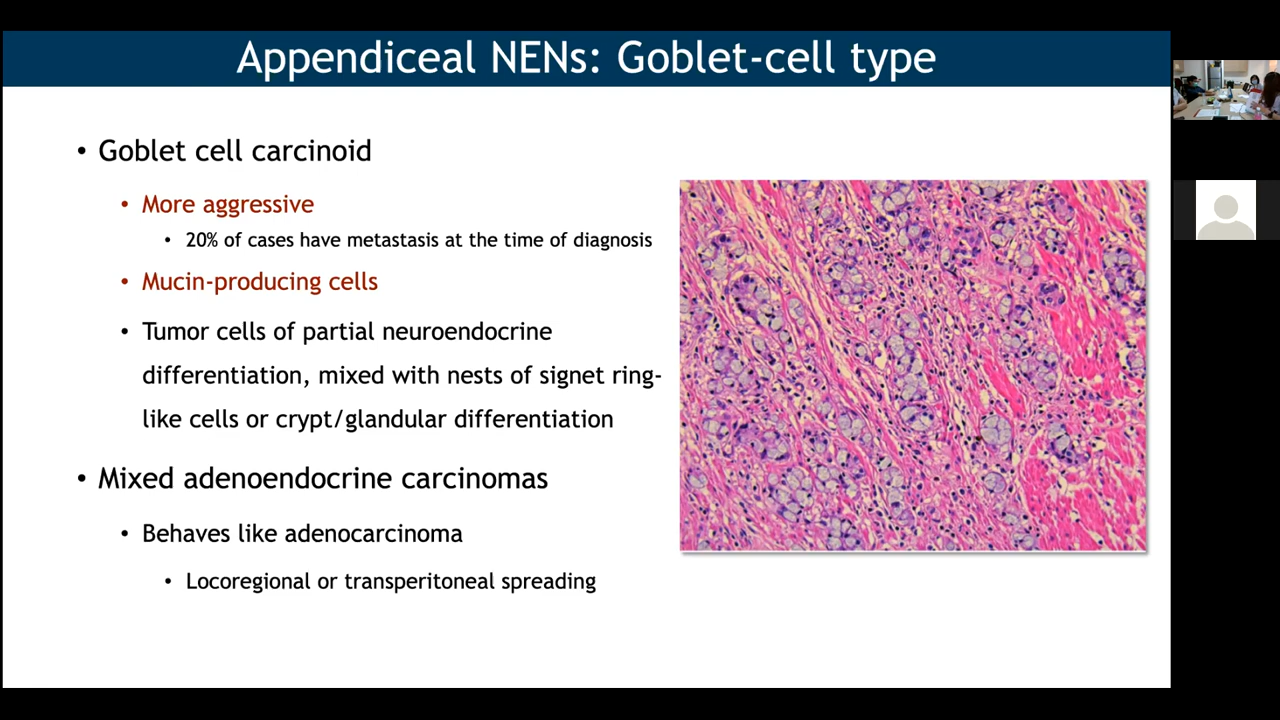 Appendiceal NENs: Goblet-cell type
• Goblet cell carcinoid
• More aggressive
• 20% of cases have metastasis at the time of diagnosis
• Mucin-producing cells
• Tumor cells of partial neuroendocrine
differentiation, mixed with nests of signet ring-
like cells or crypt/glandular differentiation
• Mixed adenoendocrine carcinomas
• Behaves like adenocarcinoma
• Locoregional or transperitoneal spreading